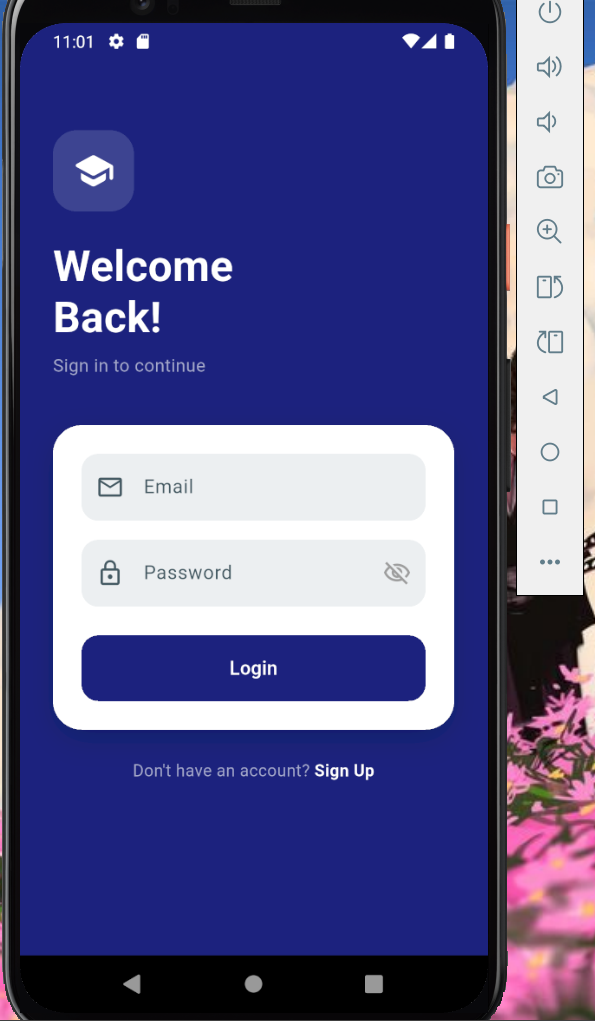 11:01
Welcome
Back!
Sign in to continue
Email
Password
Login
Don't have an account? Sign Up